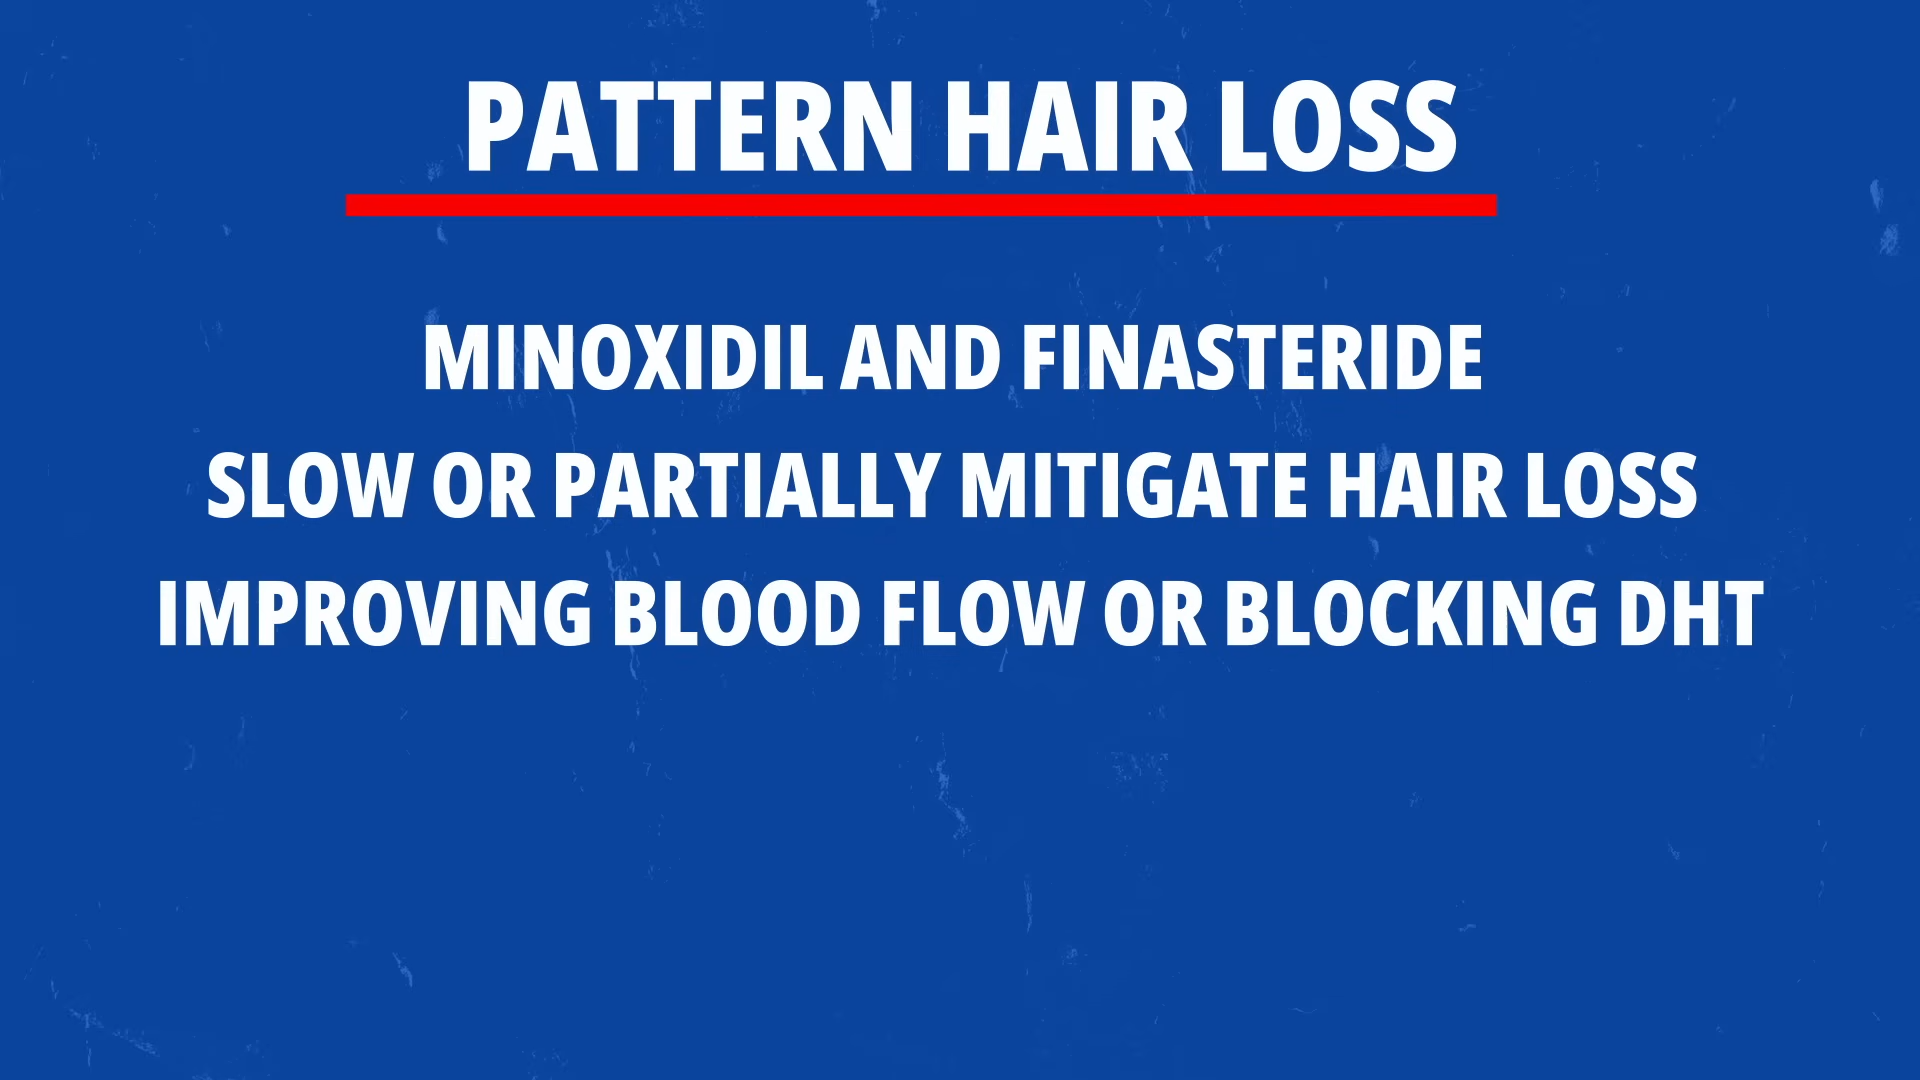 PATTERN HAIR LOSS
MINOXIDIL AND FINASTERIDE
SLOW OR PARTIALLY MITIGATE HAIR LOSS
IMPROVING BLOOD FLOW OR BLOCKING DHT